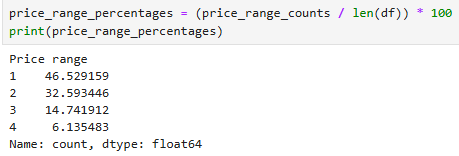 price_range_percentages = (price_range_counts / len(df)) * 100
print(price_range_percentages)
Price range
1    46.529159
2    32.593446
3    14.741912
4     6.135483
Name: count, dtype: float64